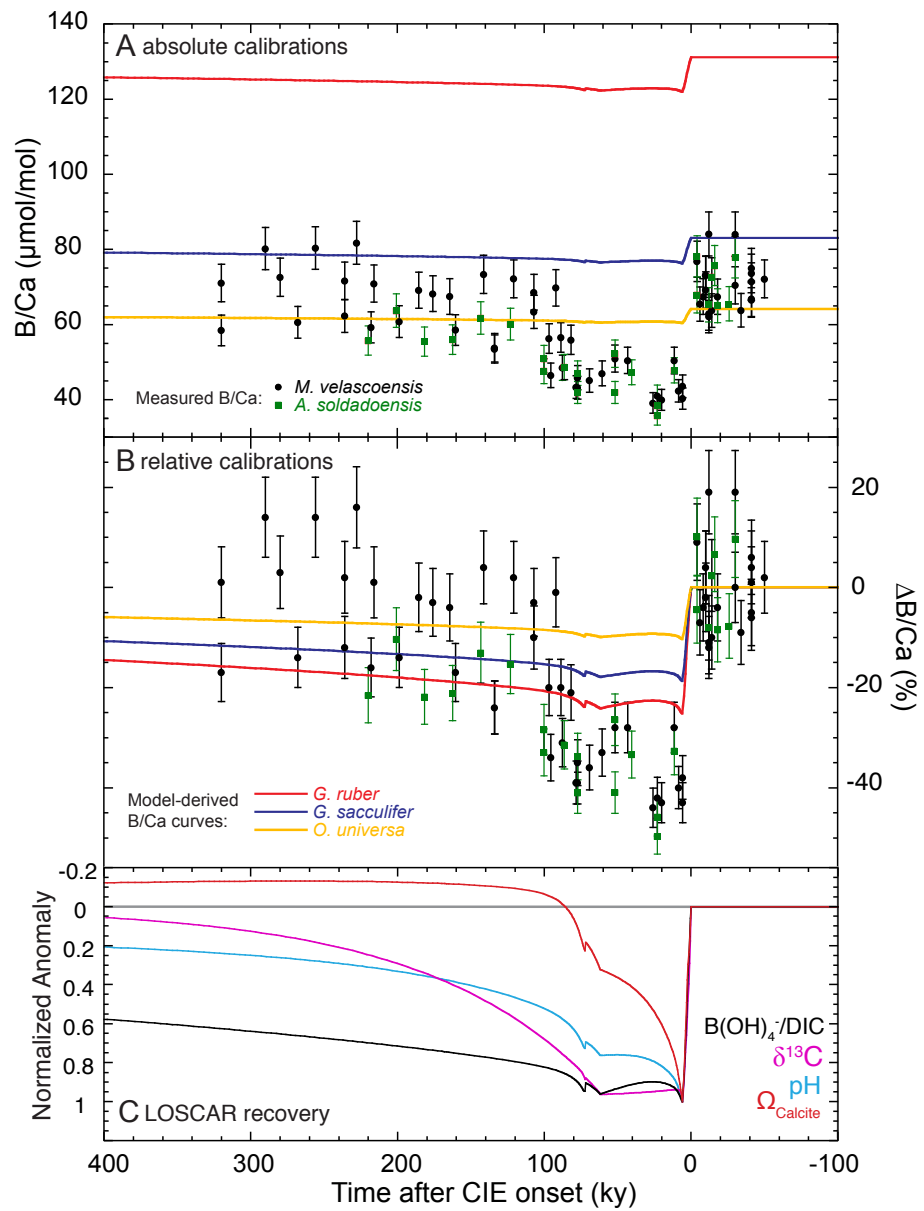 140
A absolute calibrations
120
100
80
60
40
B/Ca (μmol/mol)
Measured B/Ca:
M. velascoensis
A. soldadoensis
B relative calibrations
20
0
-20
-40
ΔB/Ca (%)
Model-derived
B/Ca curves:
G. ruber
G. sacculifer
O. universa
-0.2
0
0.2
0.4
0.6
0.8
1
Normalized Anomaly
B(OH)₄⁻/DIC
δ¹³C
pH
Ω Calcite
C LOSCAR recovery
400 300 200 100 0 -100
Time after CIE onset (ky)